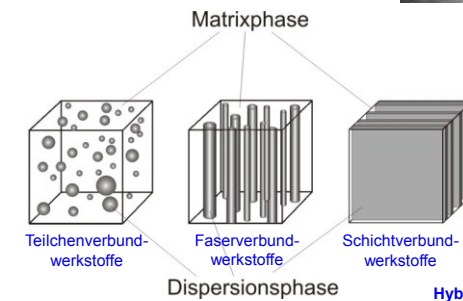 Matrixphase
Teilchenverbund-
werkstoffe
Faserverbund-
werkstoffe
Schichtverbund-
werkstoffe
Dispersionsphase
Hyb